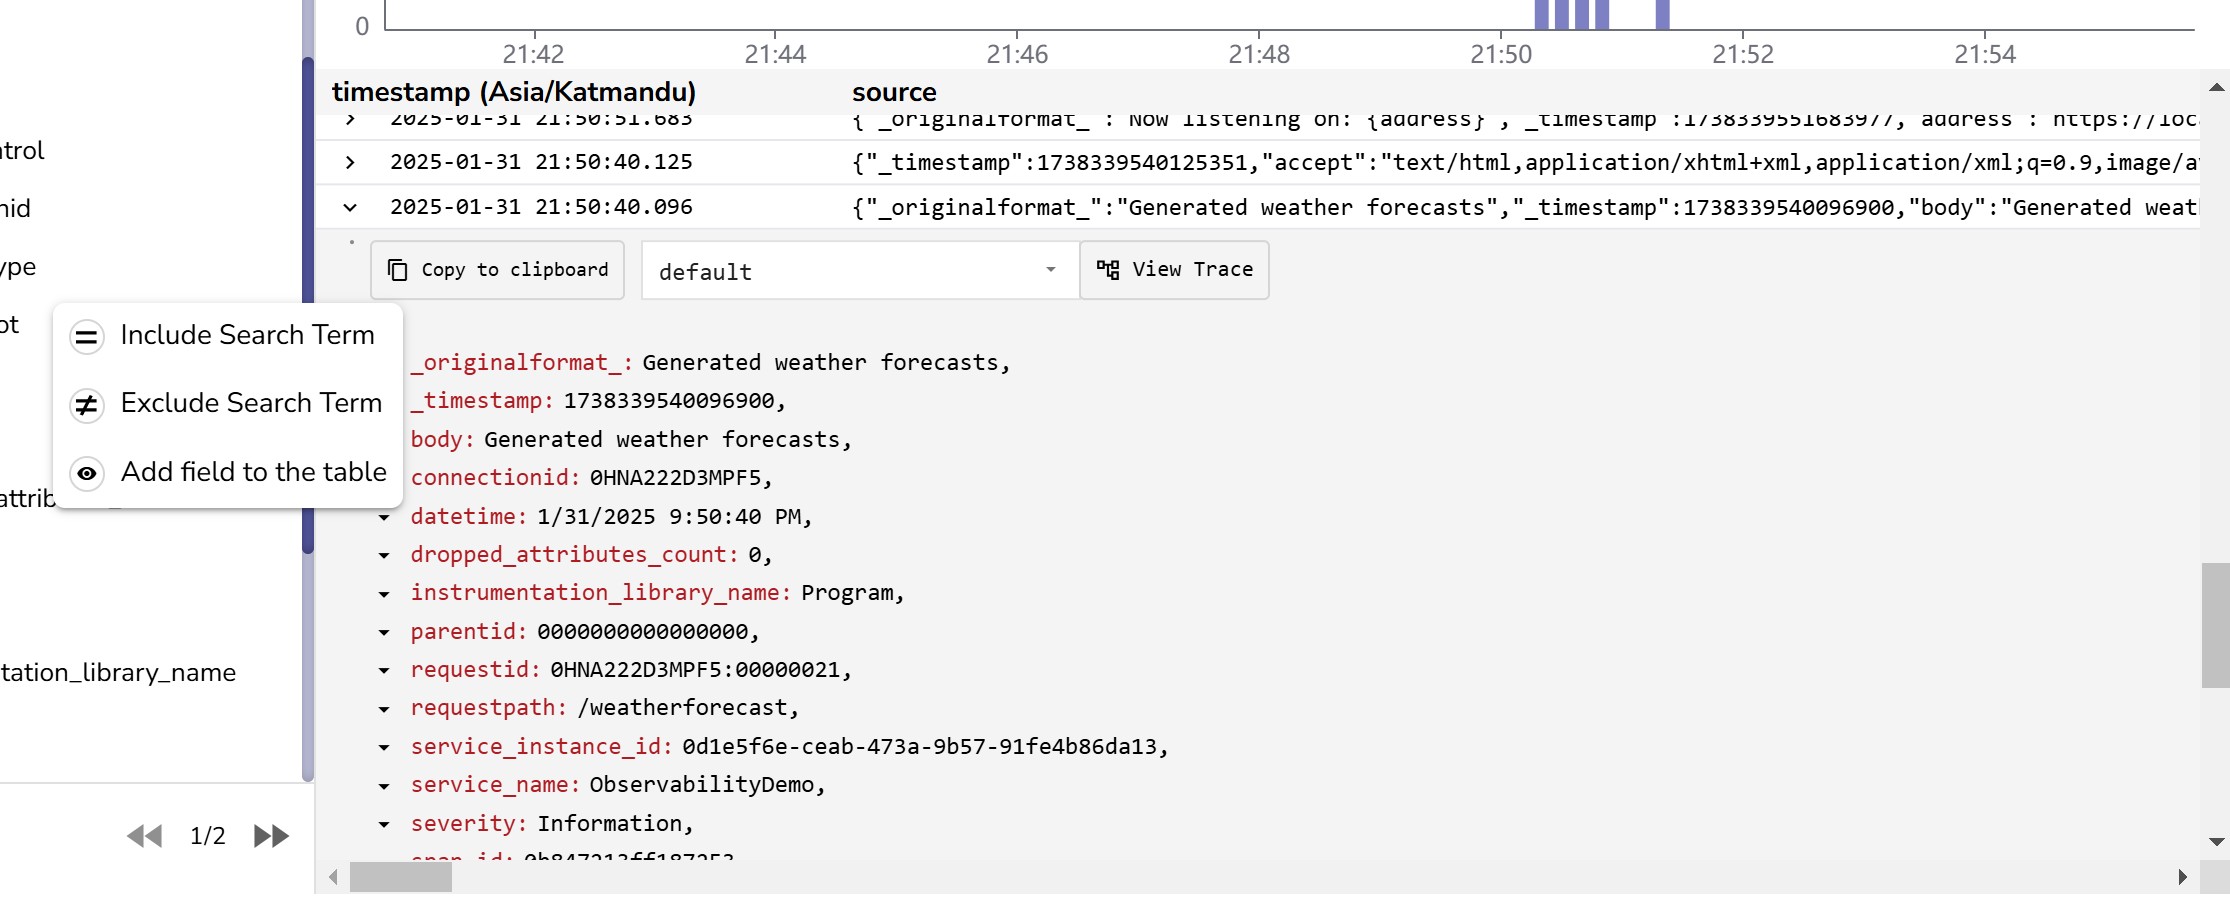 0
21:42 21:44 21:46 21:48 21:50 21:52 21:54
timestamp (Asia/Katmandu) source
2025-01-31 21:50:51.683 {"_originalformat_":"Now listening on: {address}","_timestamp":1738339551683977,"address":"https://loc
2025-01-31 21:50:40.125 {"_timestamp":1738339540125351,"accept":"text/html,application/xhtml+xml,application/xml;q=0.9,image/av
2025-01-31 21:50:40.096 {"_originalformat_":"Generated weather forecasts","_timestamp":1738339540096900,"body":"Generated weath
Copy to clipboard default View Trace
_originalformat_: Generated weather forecasts,
_timestamp: 1738339540096900,
body: Generated weather forecasts,
connectionid: 0HNA222D3MPF5,
datetime: 1/31/2025 9:50:40 PM,
dropped_attributes_count: 0,
instrumentation_library_name: Program,
parentid: 0000000000000000,
requestid: 0HNA222D3MPF5:00000021,
requestpath: /weatherforecast,
service_instance_id: 0d1e5f6e-ceab-473a-9b57-91fe4b86da13,
service_name: ObservabilityDemo,
severity: Information,
span_id: 0b847213ff187253
ntrol
nid
ype
ot
Include Search Term
Exclude Search Term
Add field to the table
attrib
tation_library_name
1/2